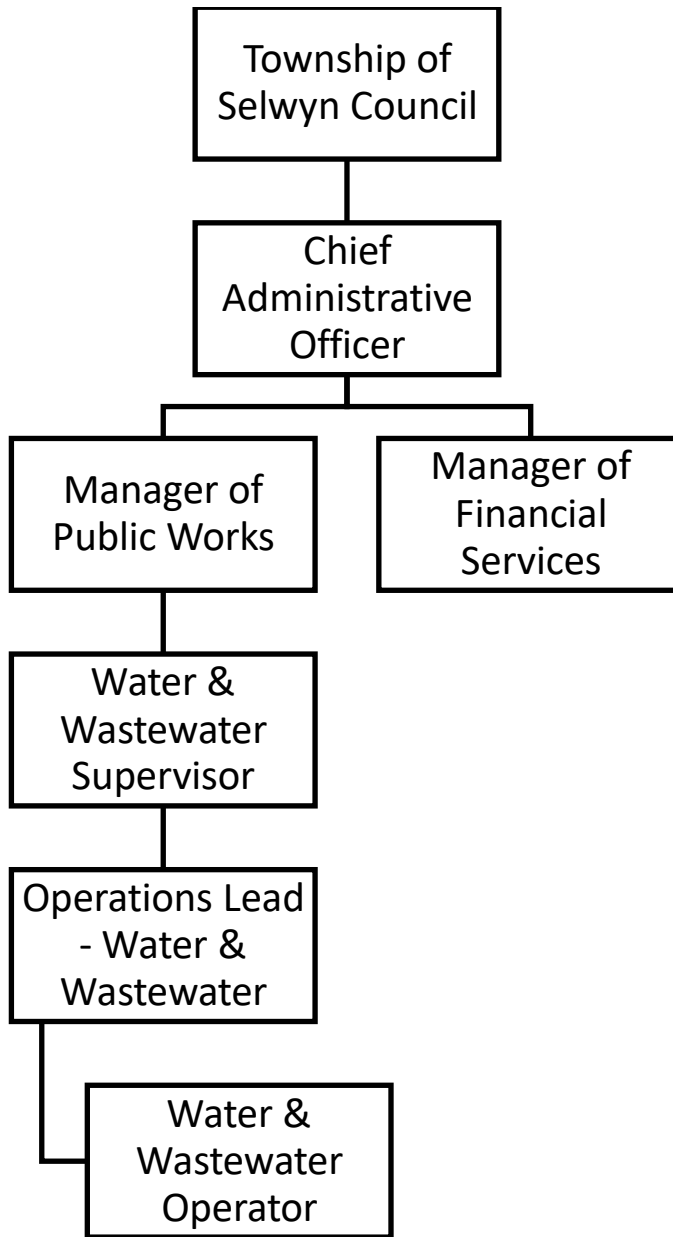 Township of
Selwyn Council
Chief
Administrative
Officer
Manager of
Public Works
Manager of
Financial
Services
Water &
Wastewater
Supervisor
Operations Lead
- Water &
Wastewater
Water &
Wastewater
Operator